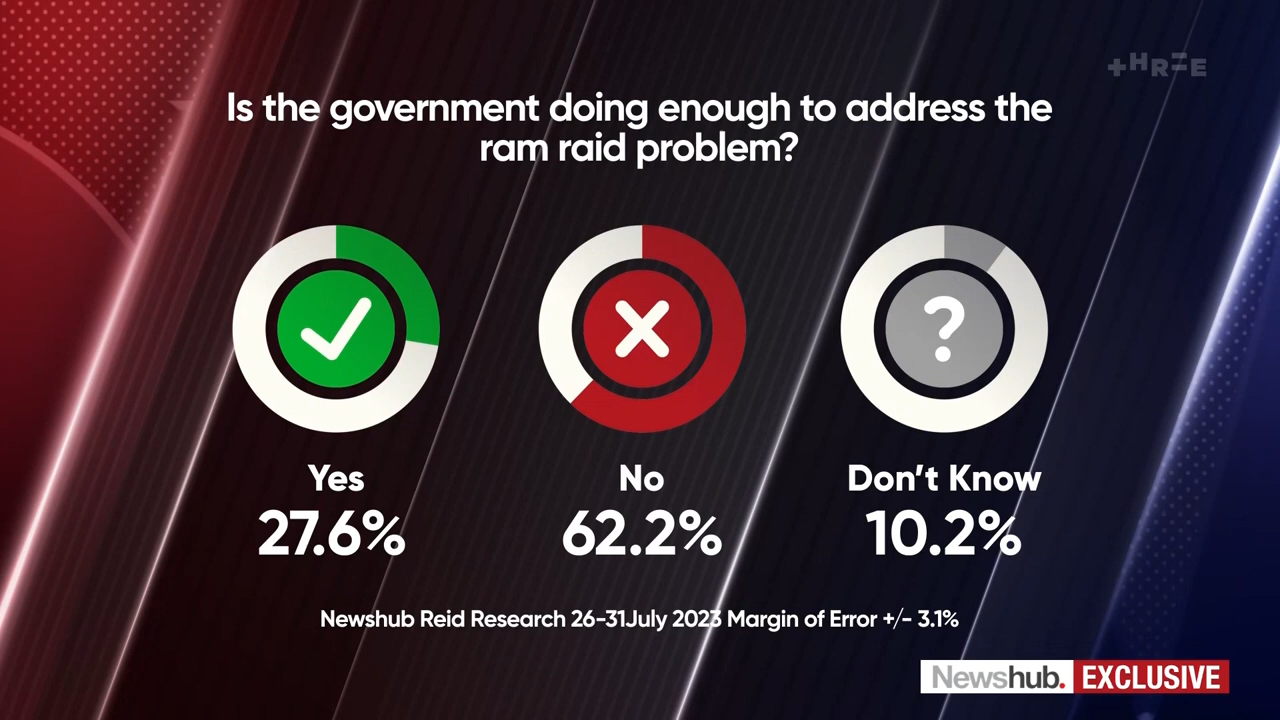 +HR=E
Is the government doing enough to address the
ram raid problem?
?
Yes
No
Don't Know
27.6%
62.2%
10.2%
Newshub Reid Research 26-31July 2023 Margin of Error +/- 3.1%
Newshub. EXCLUSIVE